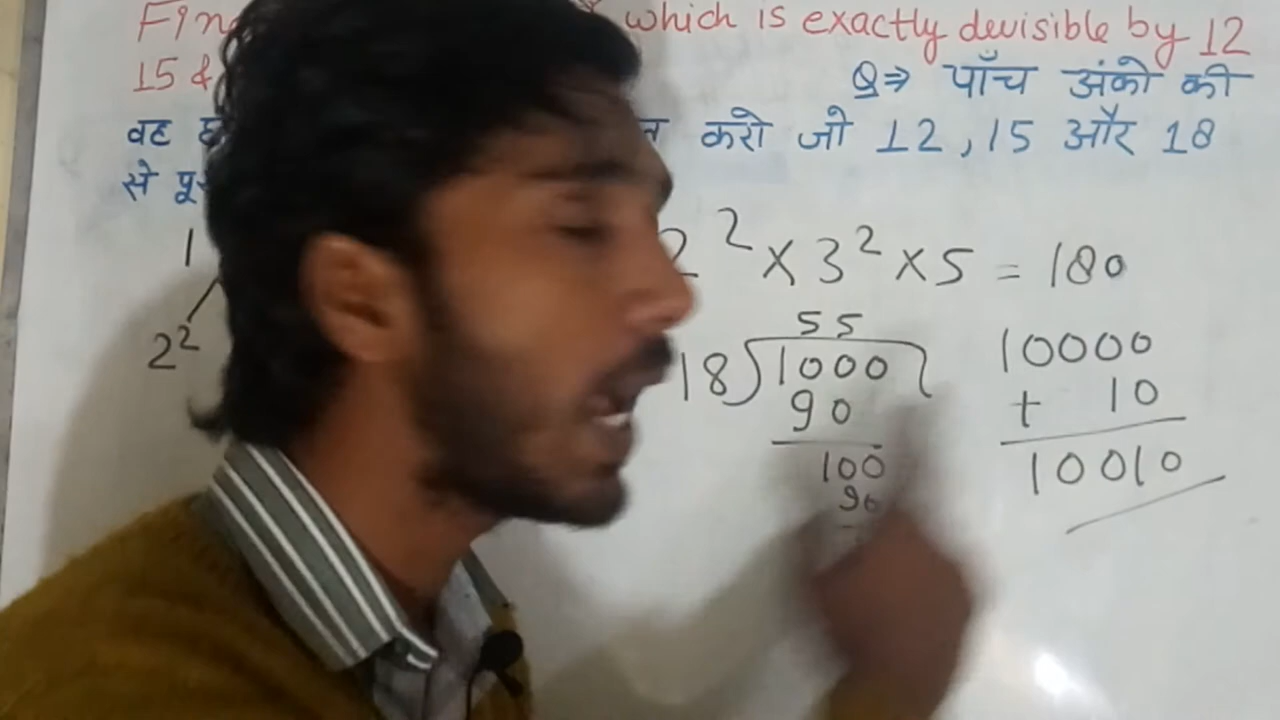 which is exactly devisible by 12
15 &
Q⇒ पाँच अंको की
वह करो जो 12, 15 और 18
से
2² × 3² × 5 = 180
2²
55
18)1000(
90
100
90
10000
+ 10
10010